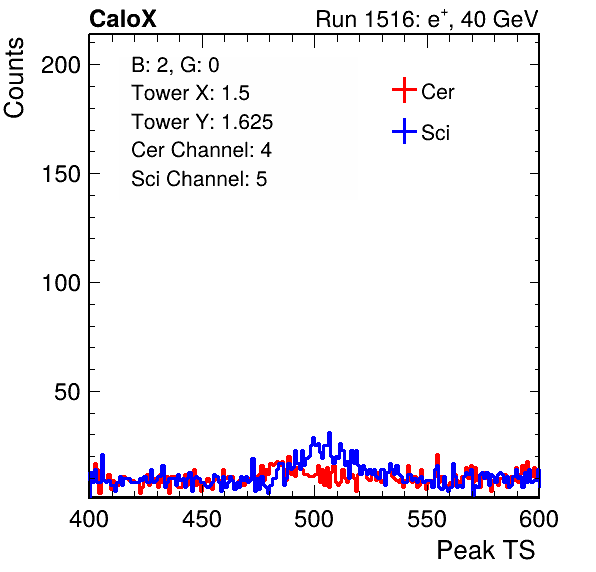 CaloX Run 1516: e+, 40 GeV
Counts
200
150
100
50
B: 2, G: 0
Tower X: 1.5
Tower Y: 1.625
Cer Channel: 4
Sci Channel: 5
Cer
Sci
400 450 500 550 600
Peak TS